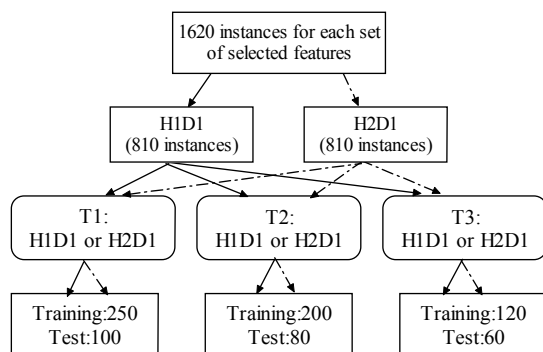 1620 instances for each set
of selected features
H1D1
(810 instances)
H2D1
(810 instances)
T1:
H1D1 or H2D1
T2:
H1D1 or H2D1
T3:
H1D1 or H2D1
Training:250
Test:100
Training:200
Test:80
Training:120
Test:60